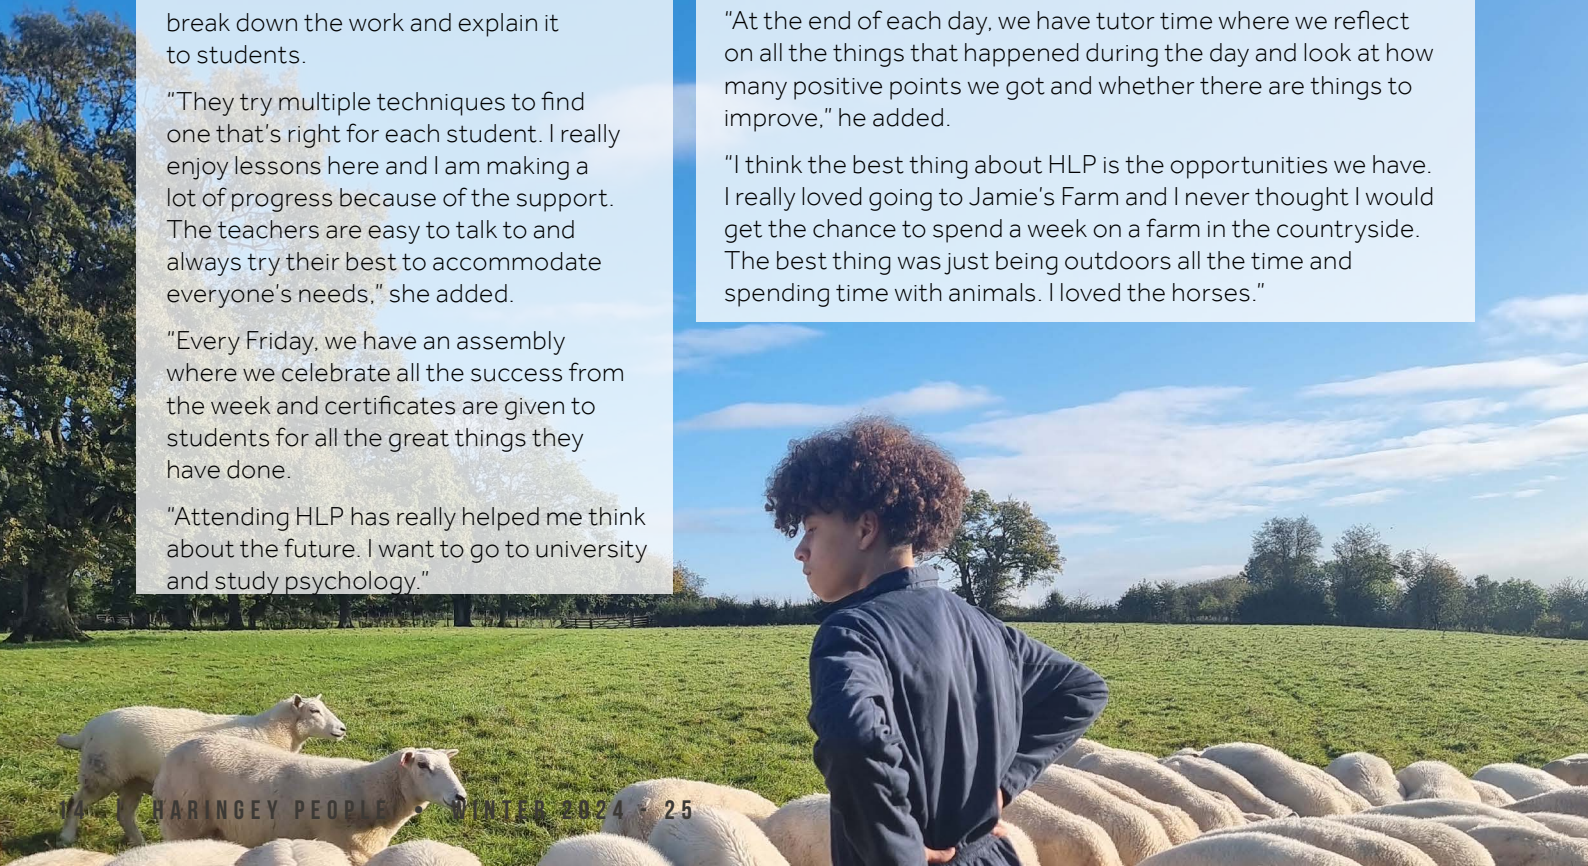 break down the work and explain it
to students.
“They try multiple techniques to find
one that’s right for each student. I really
enjoy lessons here and I am making a
lot of progress because of the support.
The teachers are easy to talk to and
always try their best to accommodate
everyone’s needs,” she added.
“Every Friday, we have an assembly
where we celebrate all the success from
the week and certificates are given to
students for all the great things they
have done.
“Attending HLP has really helped me think
about the future. I want to go to university
and study psychology.”
“At the end of each day, we have tutor time where we reflect
on all the things that happened during the day and look at how
many positive points we got and whether there are things to
improve,” he added.
“I think the best thing about HLP is the opportunities we have.
I really loved going to Jamie’s Farm and I never thought I would
get the chance to spend a week on a farm in the countryside.
The best thing was just being outdoors all the time and
spending time with animals. I loved the horses.”
14 | HARINGEY PEOPLE • WINTER 2024 - 25